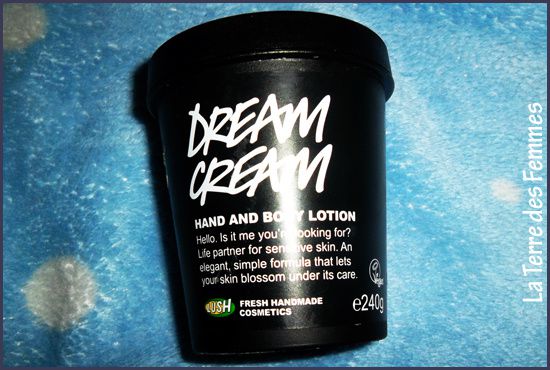 DREAM
CREAM
HAND AND BODY LOTION
Hello. Is it me you're looking for?
Life partner for sensitive skin. An
elegant, simple formula that lets
your skin blossom under its care.
Vegan
LUSH
FRESH HANDMADE
COSMETICS
e240g
La Terre des Femmes